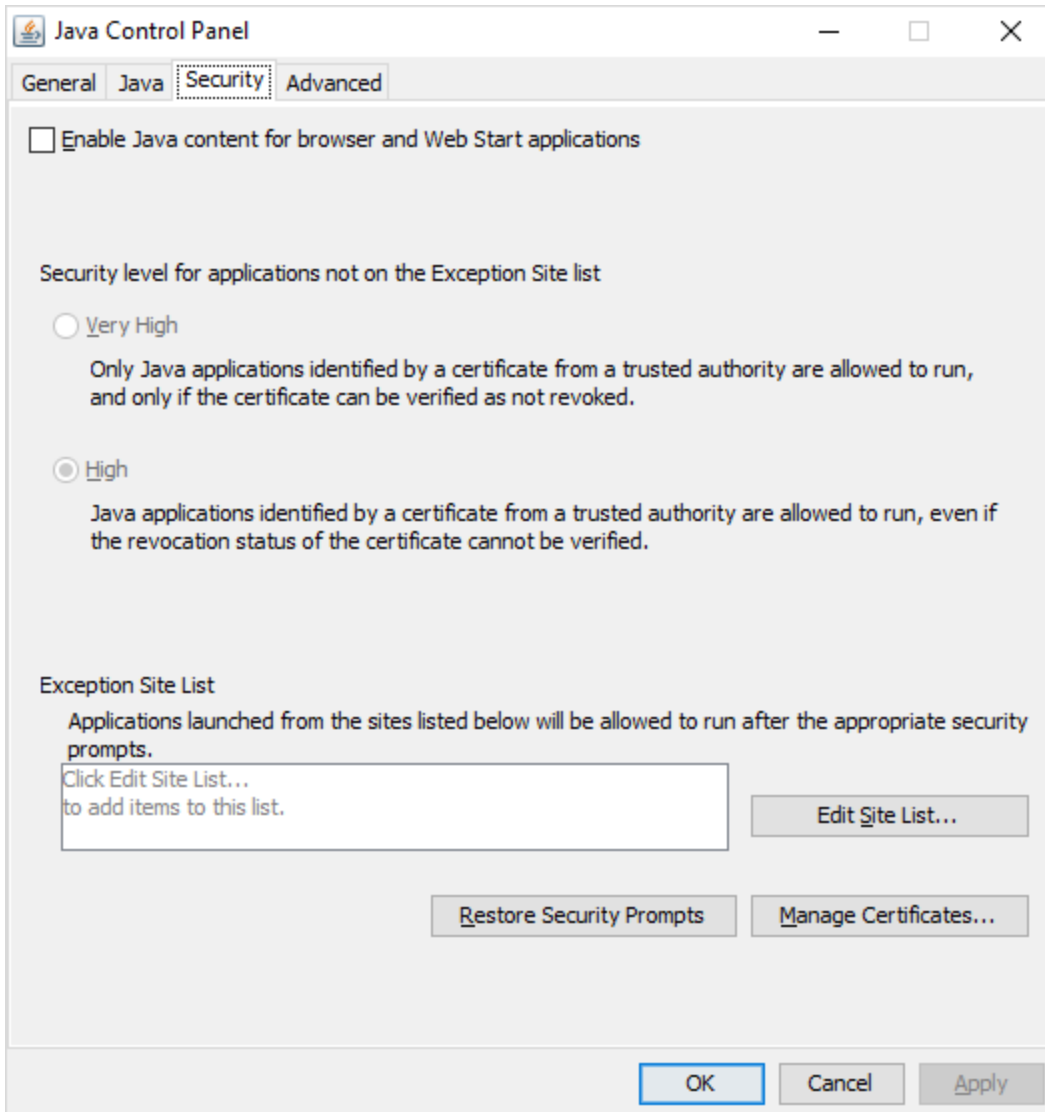 Java Control Panel
General Java Security Advanced
Enable Java content for browser and Web Start applications
Security level for applications not on the Exception Site list
Very High
Only Java applications identified by a certificate from a trusted authority are allowed to run,
and only if the certificate can be verified as not revoked.
High
Java applications identified by a certificate from a trusted authority are allowed to run, even if
the revocation status of the certificate cannot be verified.
Exception Site List
Applications launched from the sites listed below will be allowed to run after the appropriate security
prompts.
Click Edit Site List...
to add items to this list.
Edit Site List...
Restore Security Prompts Manage Certificates...
OK Cancel Apply